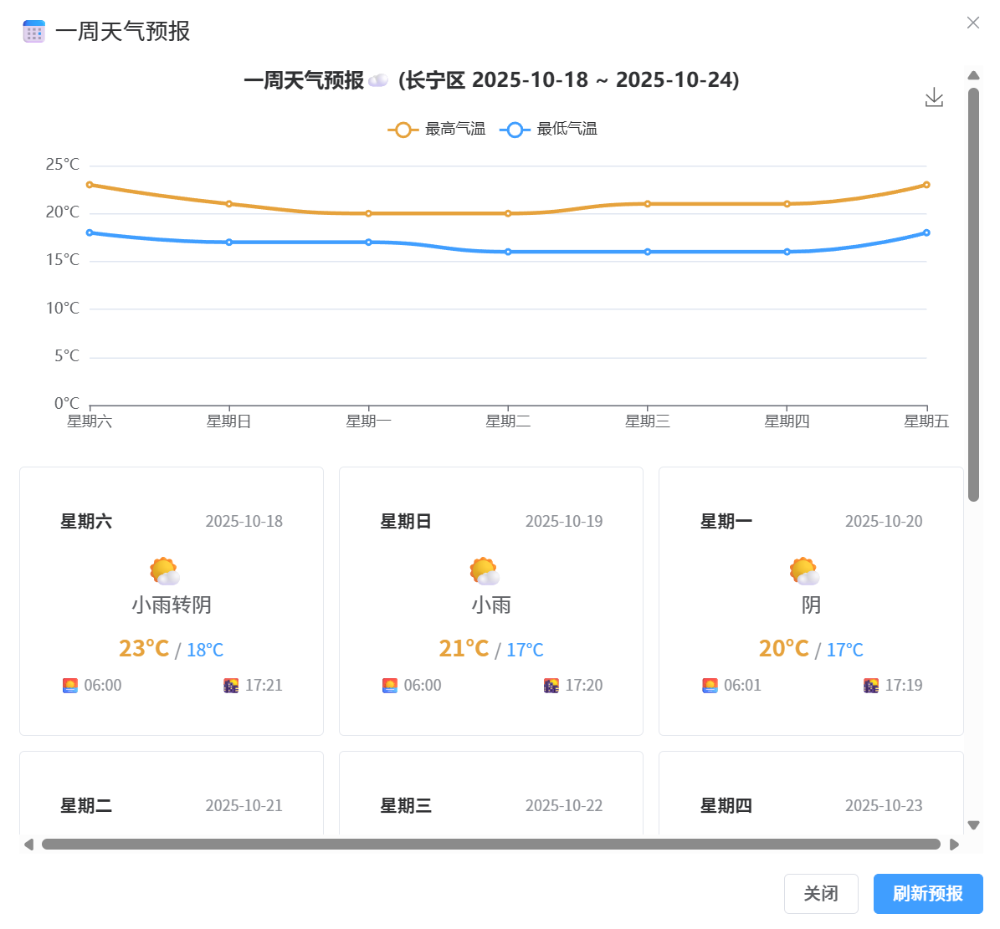 一周天气预报
一周天气预报 (长宁区 2025-10-18 ~ 2025-10-24)
最高气温 最低气温
25°C
20°C
15°C
10°C
5°C
0°C
星期六 星期日 星期一 星期二 星期三 星期四 星期五
星期六 2025-10-18 星期日 2025-10-19 星期一 2025-10-20
小雨转阴 小雨 阴
23°C / 18°C 21°C / 17°C 20°C / 17°C
06:00 17:21 06:00 17:20 06:01 17:19
星期二 2025-10-21 星期三 2025-10-22 星期四 2025-10-23
关闭 刷新预报